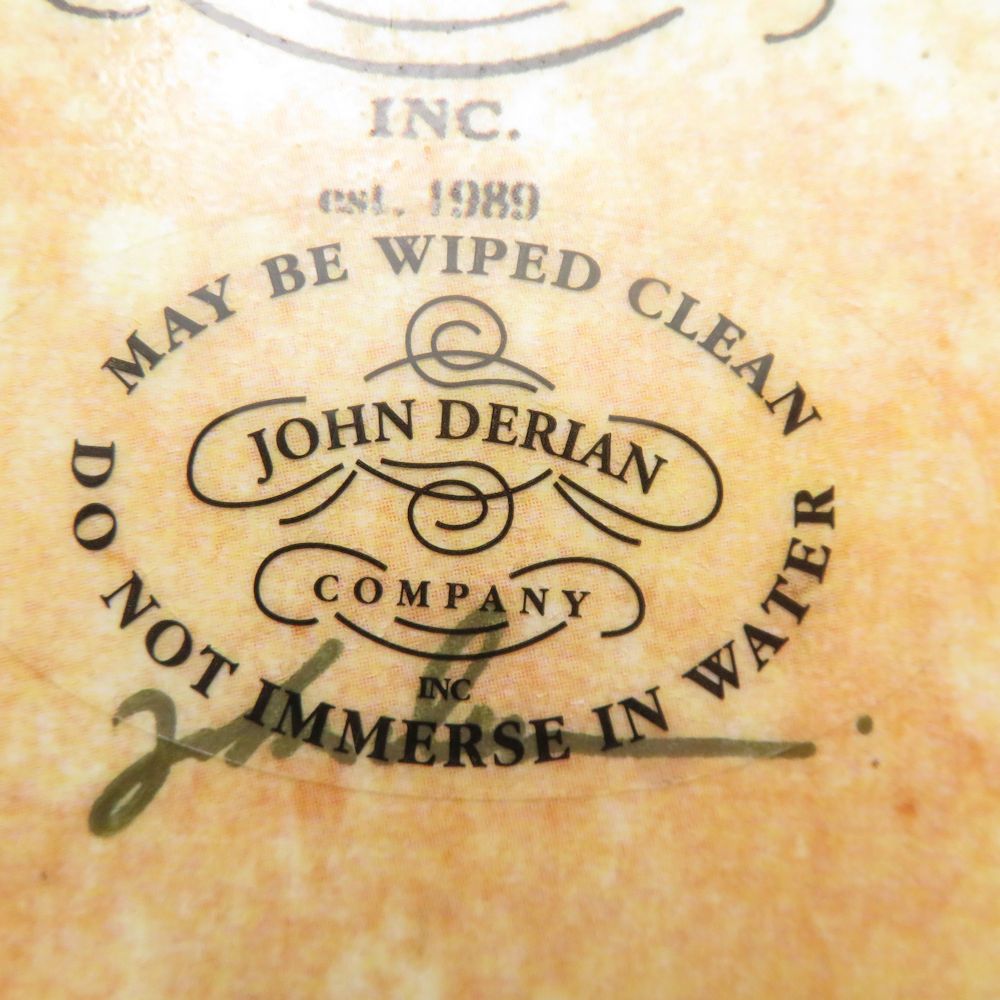 INC.
est. 1989
MAY BE WIPED CLEAN
JOHN DERIAN
COMPANY
INC
DO NOT IMMERSE IN WATER